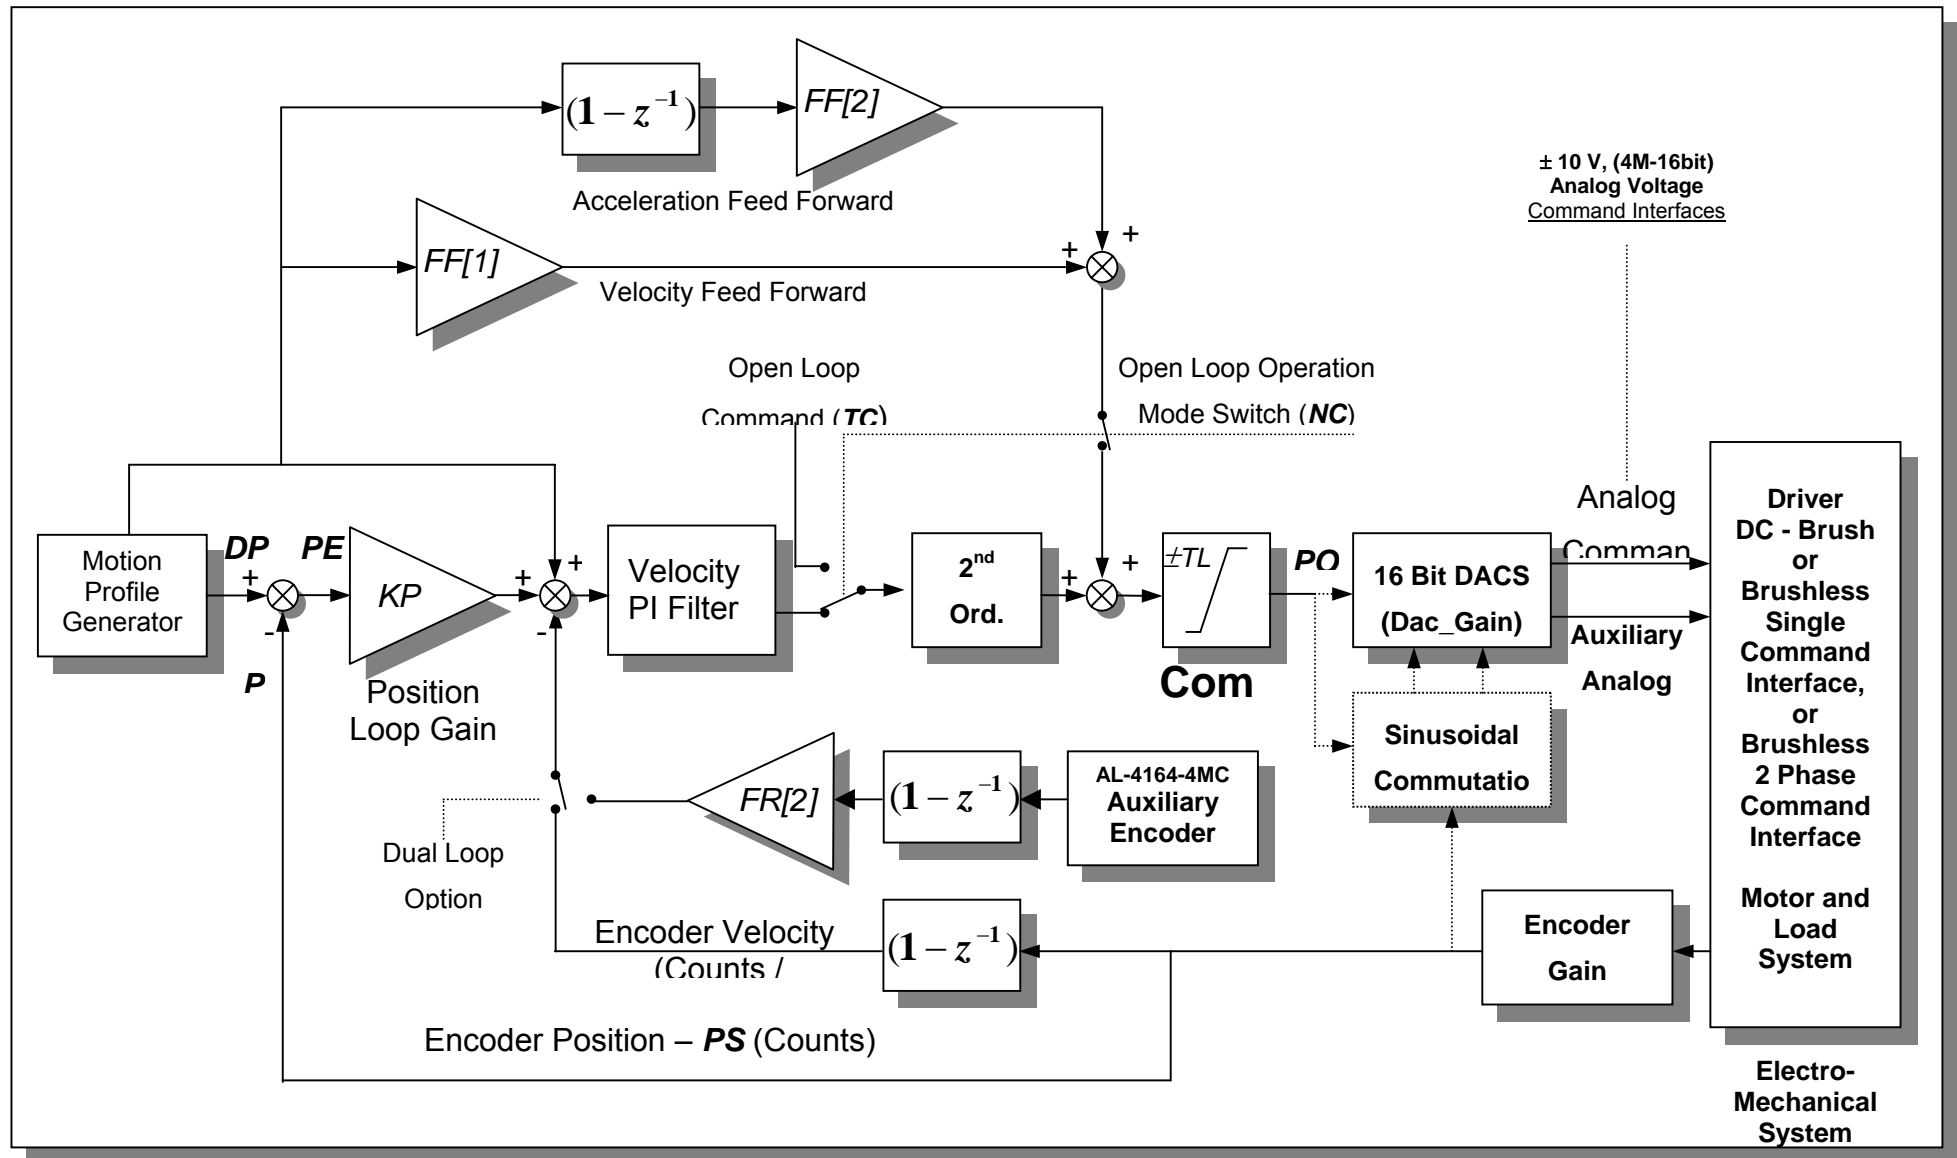 (1 − z⁻¹)
FF[2]
± 10 V, (4M-16bit)
Analog Voltage
Command Interfaces
Acceleration Feed Forward
+
+
FF[1]
Velocity Feed Forward
Open Loop
Command (TC)
Open Loop Operation
Mode Switch (NC)
Motion
Profile
Generator
DP
+
-
P
PE
KP
Position
Loop Gain
+
+
-
Velocity
PI Filter
2nd
Ord.
+
+
±TL
Com
PO
16 Bit DACS
(Dac_Gain)
Analog
Comman
Auxiliary
Analog
Sinusoidal
Commutatio
Driver
DC - Brush
or
Brushless
Single
Command
Interface,
or
Brushless
2 Phase
Command
Interface
Motor and
Load
System
FR[2]
(1 − z⁻¹)
AL-4164-4MC
Auxiliary
Encoder
Dual Loop
Option
Encoder Velocity
(Counts /
(1 − z⁻¹)
Encoder
Gain
Encoder Position – PS (Counts)
Electro-
Mechanical
System